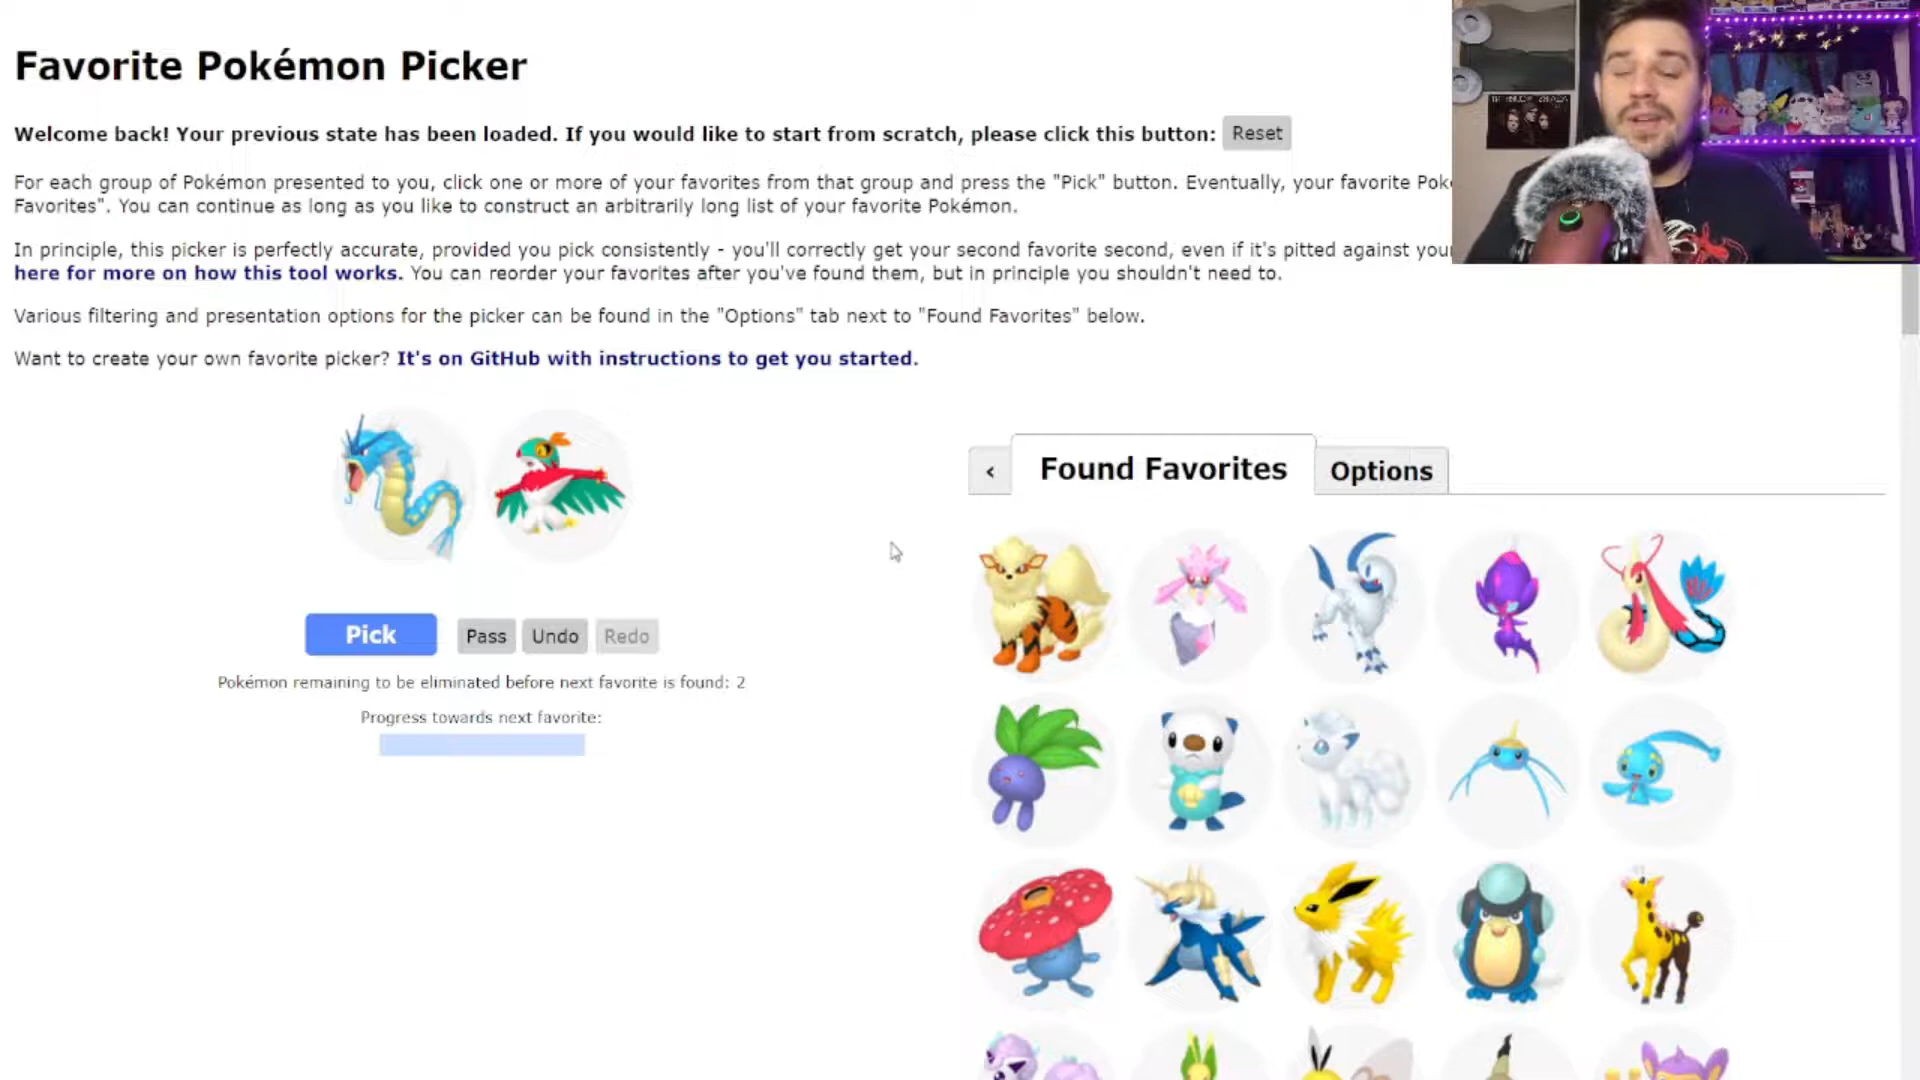 Favorite Pokémon Picker
Welcome back! Your previous state has been loaded. If you would like to start from scratch, please click this button: Reset
For each group of Pokémon presented to you, click one or more of your favorites from that group and press the "Pick" button. Eventually, your favorite
Favorites". You can continue as long as you like to construct an arbitrarily long list of your favorite Pokémon.
In principle, this picker is perfectly accurate, provided you pick consistently - you'll correctly get your second favorite second, even if it's pitted against
here for more on how this tool works. You can reorder your favorites after you've found them, but in principle you shouldn't need to.
Various filtering and presentation options for the picker can be found in the "Options" tab next to "Found Favorites" below.
Want to create your own favorite picker? It's on GitHub with instructions to get you started.
‹ Found Favorites Options
Pick Pass Undo Redo
Pokémon remaining to be eliminated before next favorite is found: 2
Progress towards next favorite: